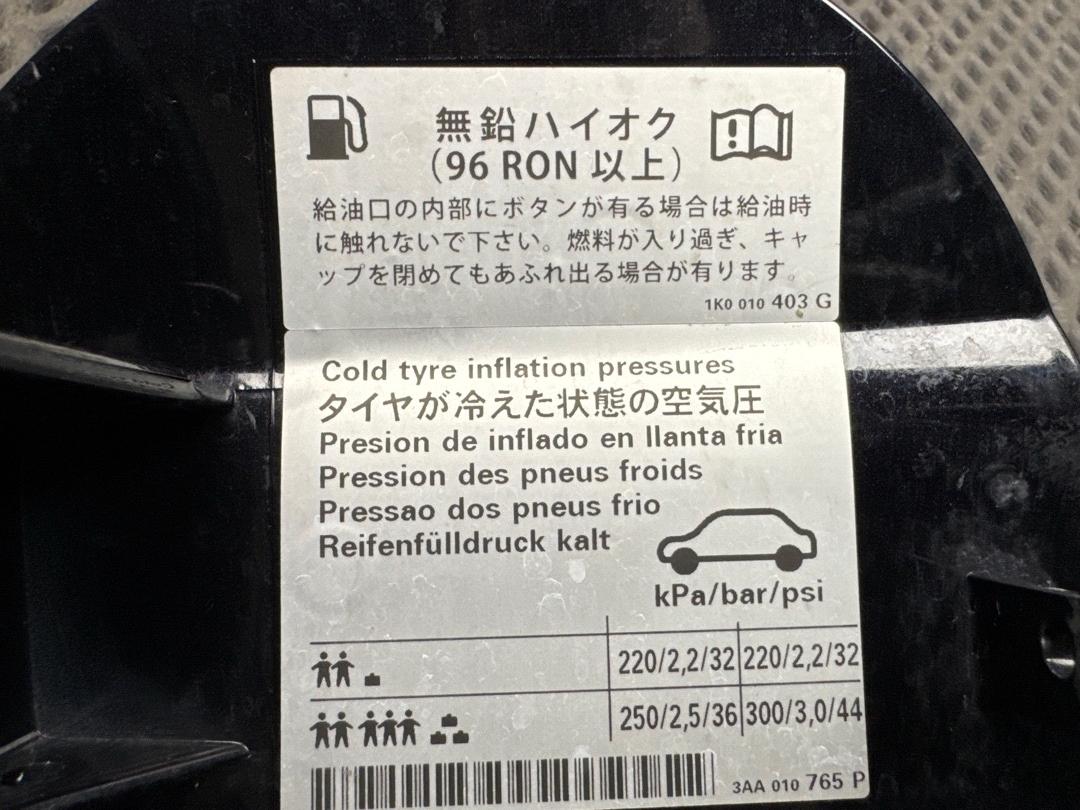 無鉛ハイオク
(96 RON 以上)
給油口の内部にボタンが有る場合は給油時
に触れないで下さい。燃料が入り過ぎ、キャ
ップを閉めてもあふれ出る場合が有ります。
1K0 010 403 G
Cold tyre inflation pressures
タイヤが冷えた状態の空気圧
Presion de inflado en llanta fria
Pression des pneus froids
Pressao dos pneus frio
Reifenfülldruck kalt
kPa/bar/psi
220/2,2/32 220/2,2/32
250/2,5/36 300/3,0/44
3AA 010 765 P